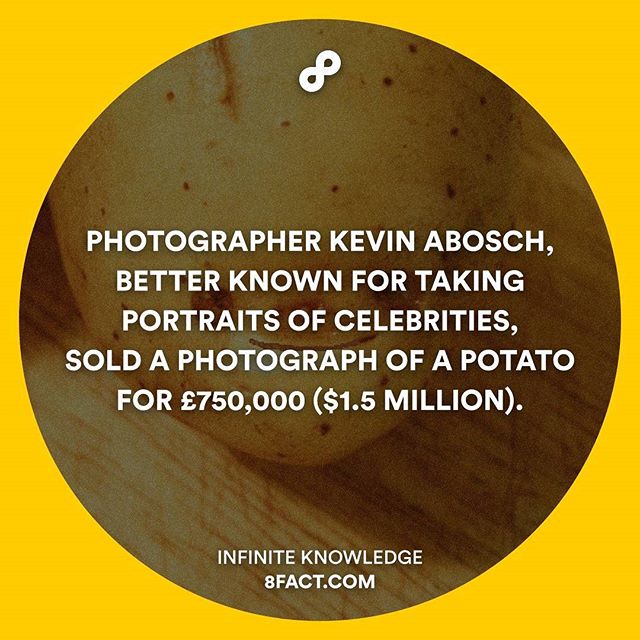 PHOTOGRAPHER KEVIN ABOSCH,
BETTER KNOWN FOR TAKING
PORTRAITS OF CELEBRITIES,
SOLD A PHOTOGRAPH OF A POTATO
FOR £750,000 ($1.5 MILLION).
INFINITE KNOWLEDGE
8FACT.COM